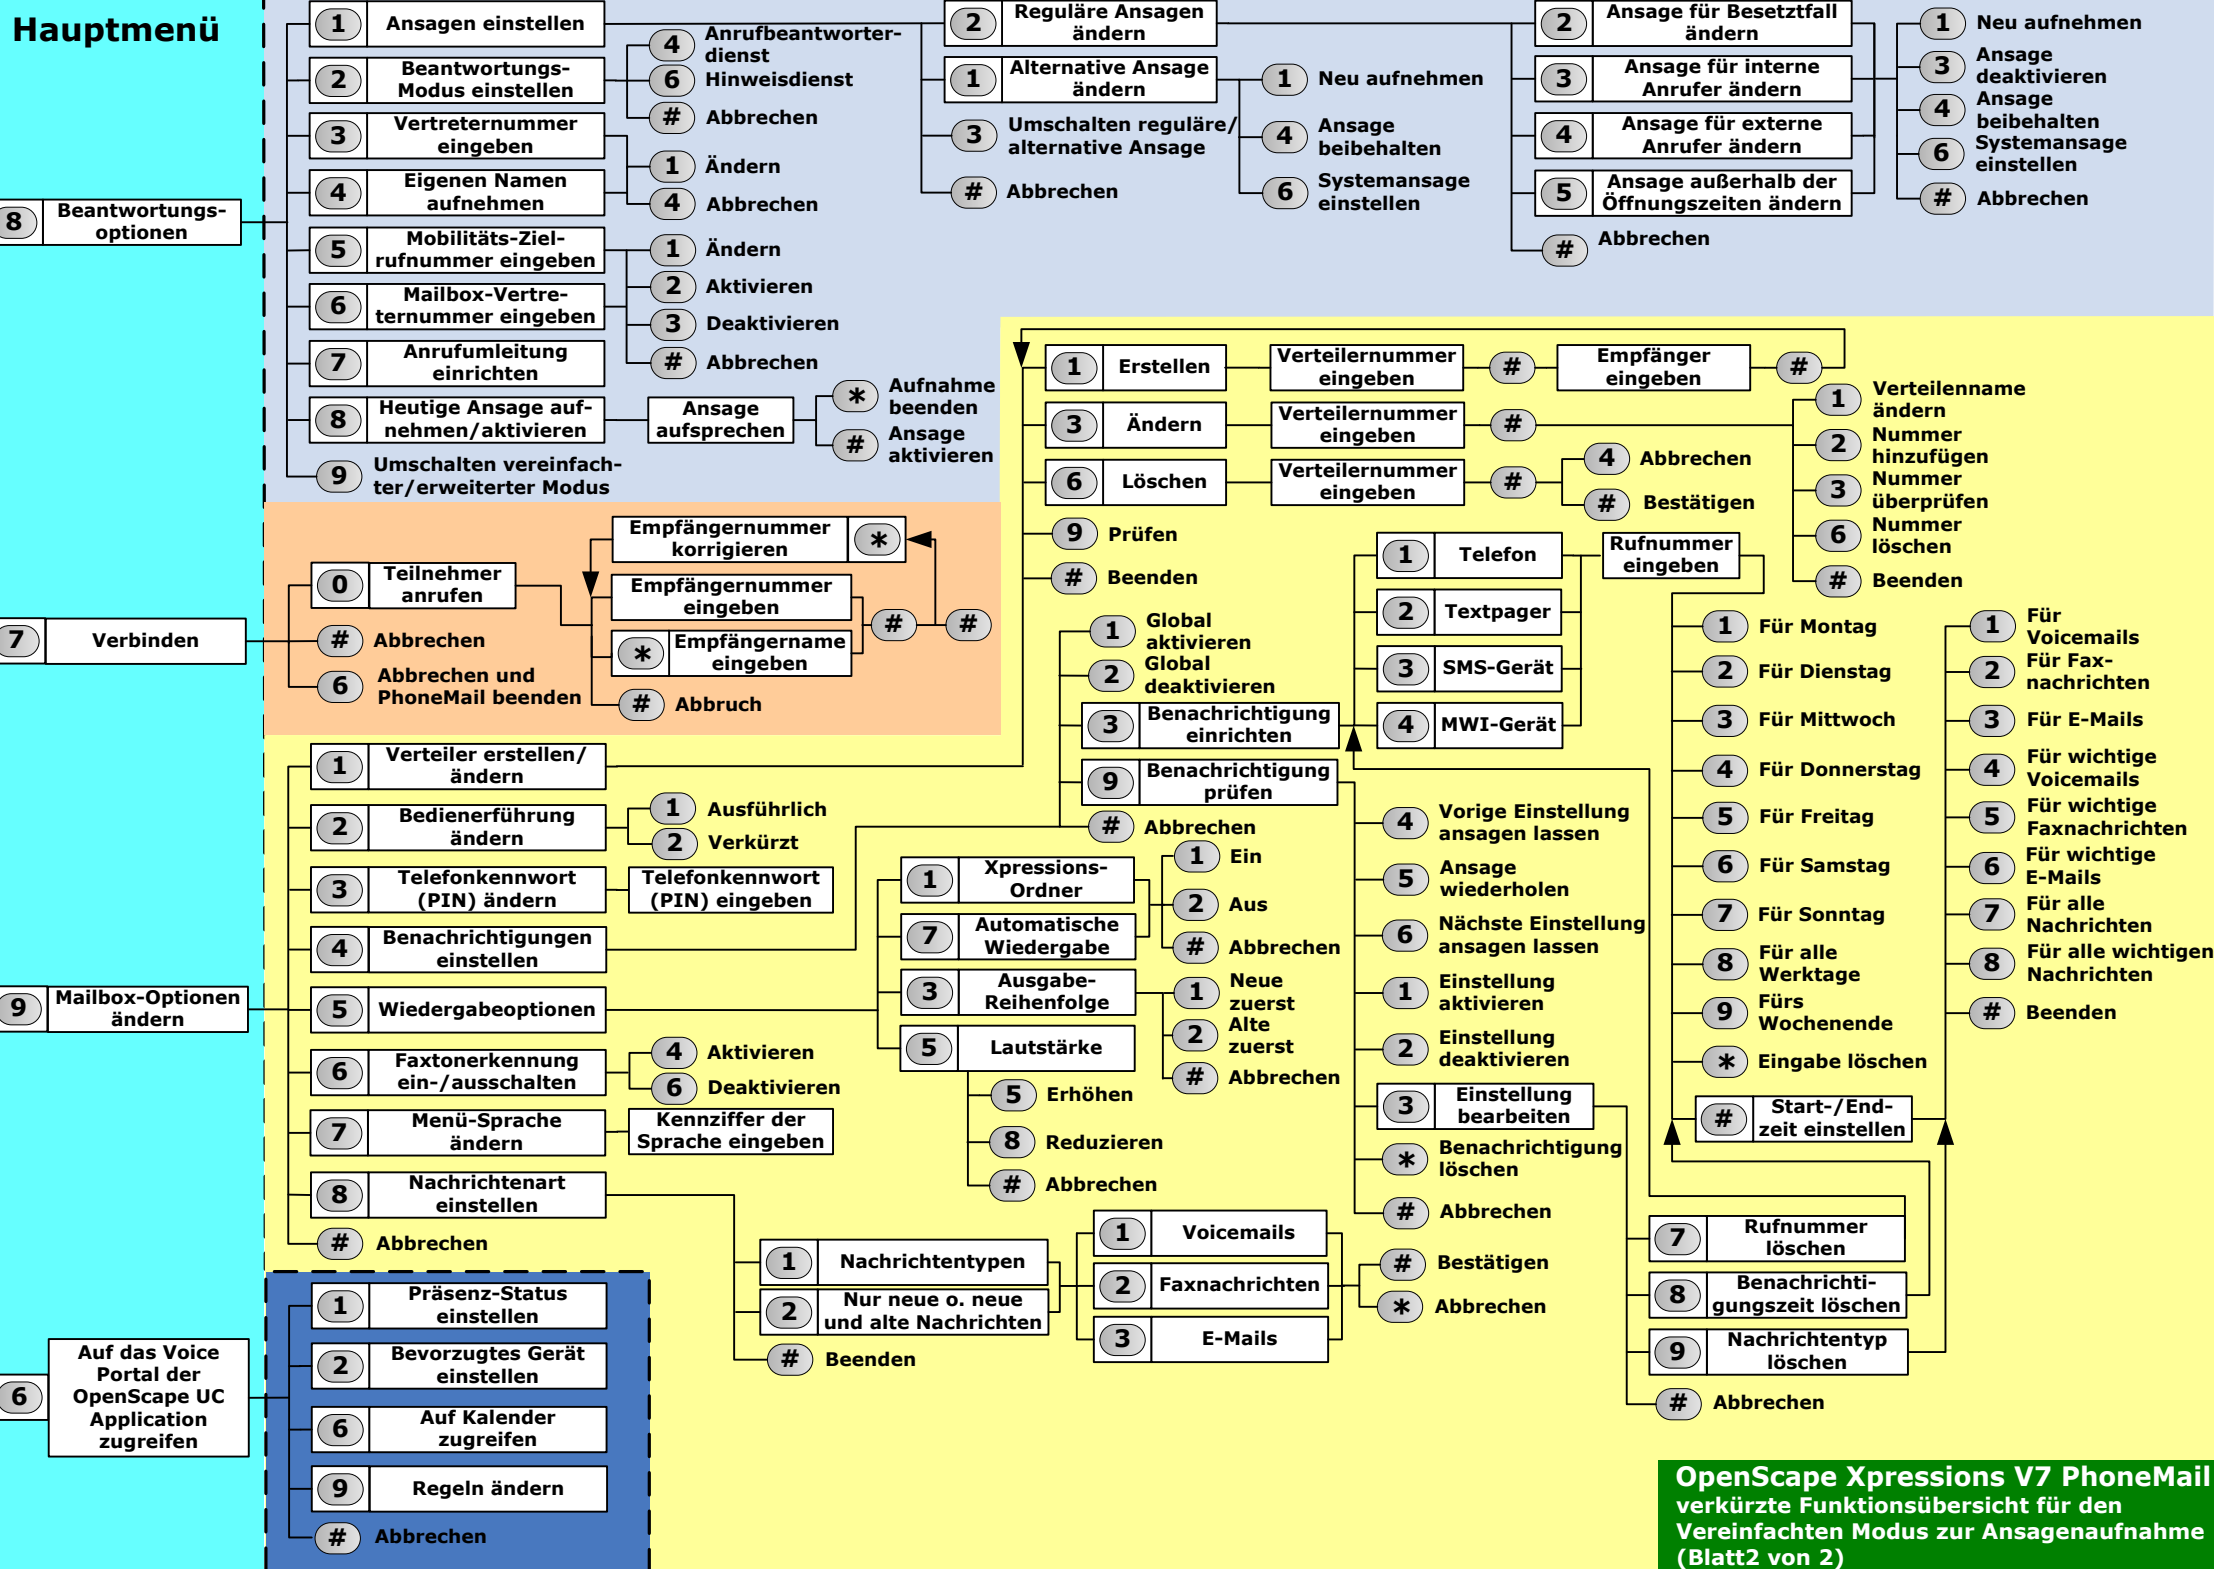 Hauptmenü
8
Beantwortungs-
optionen
1
Ansagen einstellen
2
Beantwortungs-
Modus einstellen
4
Anrufbeantworter-
dienst
6
Hinweisdienst
#
Abbrechen
3
Vertreternummer
eingeben
4
Eigenen Namen
aufnehmen
1
Ändern
4
Abbrechen
5
Mobilitäts-Ziel-
rufnummer eingeben
6
Mailbox-Vertre-
ternummer eingeben
1
Ändern
2
Aktivieren
3
Deaktivieren
#
Abbrechen
7
Anrufumleitung
einrichten
8
Heutige Ansage auf-
nehmen/aktivieren
Ansage
aufsprechen
*
Aufnahme
beenden
#
Ansage
aktivieren
9
Umschalten vereinfach-
ter/erweiterter Modus
2
Reguläre Ansagen
ändern
1
Alternative Ansage
ändern
3
Umschalten reguläre/
alternative Ansage
#
Abbrechen
1
Neu aufnehmen
4
Ansage
beibehalten
6
Systemansage
einstellen
2
Ansage für Besetztfall
ändern
3
Ansage für interne
Anrufer ändern
4
Ansage für externe
Anrufer ändern
5
Ansage außerhalb der
Öffnungszeiten ändern
#
Abbrechen
1
Neu aufnehmen
3
Ansage
deaktivieren
4
Ansage
beibehalten
6
Systemansage
einstellen
#
Abbrechen
7
Verbinden
0
Teilnehmer
anrufen
#
Abbrechen
6
Abbrechen und
PhoneMail beenden
Empfängernummer
korrigieren
*
Empfängernummer
eingeben
*
Empfängername
eingeben
#
#
#
Abbruch
9
Mailbox-Optionen
ändern
1
Verteiler erstellen/
ändern
2
Bedienerführung
ändern
1
Ausführlich
2
Verkürzt
3
Telefonkennwort
(PIN) ändern
Telefonkennwort
(PIN) eingeben
4
Benachrichtigungen
einstellen
5
Wiedergabeoptionen
6
Faxtonerkennung
ein-/ausschalten
4
Aktivieren
6
Deaktivieren
7
Menü-Sprache
ändern
Kennziffer der
Sprache eingeben
8
Nachrichtenart
einstellen
#
Abbrechen
1
Erstellen
Verteilernummer
eingeben
#
Empfänger
eingeben
#
3
Ändern
Verteilernummer
eingeben
#
1
Verteilenname
ändern
2
Nummer
hinzufügen
3
Nummer
überprüfen
6
Nummer
löschen
#
Beenden
6
Löschen
Verteilernummer
eingeben
#
4
Abbrechen
#
Bestätigen
9
Prüfen
#
Beenden
1
Global
aktivieren
2
Global
deaktivieren
3
Benachrichtigung
einrichten
9
Benachrichtigung
prüfen
#
Abbrechen
1
Telefon
2
Textpager
3
SMS-Gerät
4
MWI-Gerät
Rufnummer
eingeben
1
Für Montag
2
Für Dienstag
3
Für Mittwoch
4
Für Donnerstag
5
Für Freitag
6
Für Samstag
7
Für Sonntag
8
Für alle
Werktage
9
Fürs
Wochenende
*
Eingabe löschen
#
Start-/End-
zeit einstellen
1
Für
Voicemails
2
Für Fax-
nachrichten
3
Für E-Mails
4
Für wichtige
Voicemails
5
Für wichtige
Faxnachrichten
6
Für wichtige
E-Mails
7
Für alle
Nachrichten
8
Für alle wichtigen
Nachrichten
#
Beenden
4
Vorige Einstellung
ansagen lassen
5
Ansage
wiederholen
6
Nächste Einstellung
ansagen lassen
1
Einstellung
aktivieren
2
Einstellung
deaktivieren
3
Einstellung
bearbeiten
*
Benachrichtigung
löschen
#
Abbrechen
7
Rufnummer
löschen
8
Benachrichti-
gungszeit löschen
9
Nachrichtentyp
löschen
#
Abbrechen
1
Xpressions-
Ordner
7
Automatische
Wiedergabe
1
Ein
2
Aus
#
Abbrechen
3
Ausgabe-
Reihenfolge
1
Neue
zuerst
2
Alte
zuerst
#
Abbrechen
5
Lautstärke
5
Erhöhen
8
Reduzieren
#
Abbrechen
1
Nachrichtentypen
2
Nur neue o. neue
und alte Nachrichten
#
Beenden
1
Voicemails
2
Faxnachrichten
3
E-Mails
#
Bestätigen
*
Abbrechen
6
Auf das Voice
Portal der
OpenScape UC
Application
zugreifen
1
Präsenz-Status
einstellen
2
Bevorzugtes Gerät
einstellen
6
Auf Kalender
zugreifen
9
Regeln ändern
#
Abbrechen
OpenScape Xpressions V7 PhoneMail
verkürzte Funktionsübersicht für den
Vereinfachten Modus zur Ansagenaufnahme
(Blatt2 von 2)